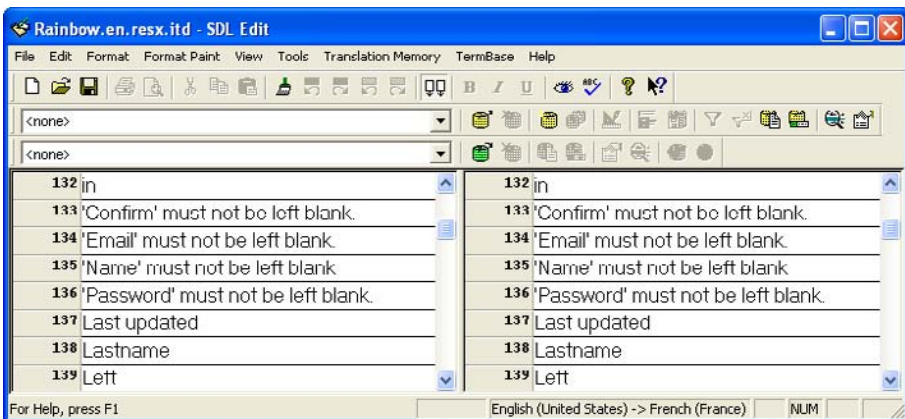 Rainbow.en.resx.itd - SDL Edit
File Edit Format Format Paint View Tools Translation Memory TermBase Help
B I U ABC
<none>
<none>
132 in 132 in
133 'Confirm' must not be left blank. 133 'Confirm' must not be left blank.
134 'Email' must not be left blank. 134 'Email' must not be left blank.
135 'Name' must not be left blank 135 'Name' must not be left blank
136 'Password' must not be left blank. 136 'Password' must not be left blank.
137 Last updated 137 Last updated
138 Lastname 138 Lastname
139 Left 139 Left
For Help, press F1 English (United States) -> French (France) NUM